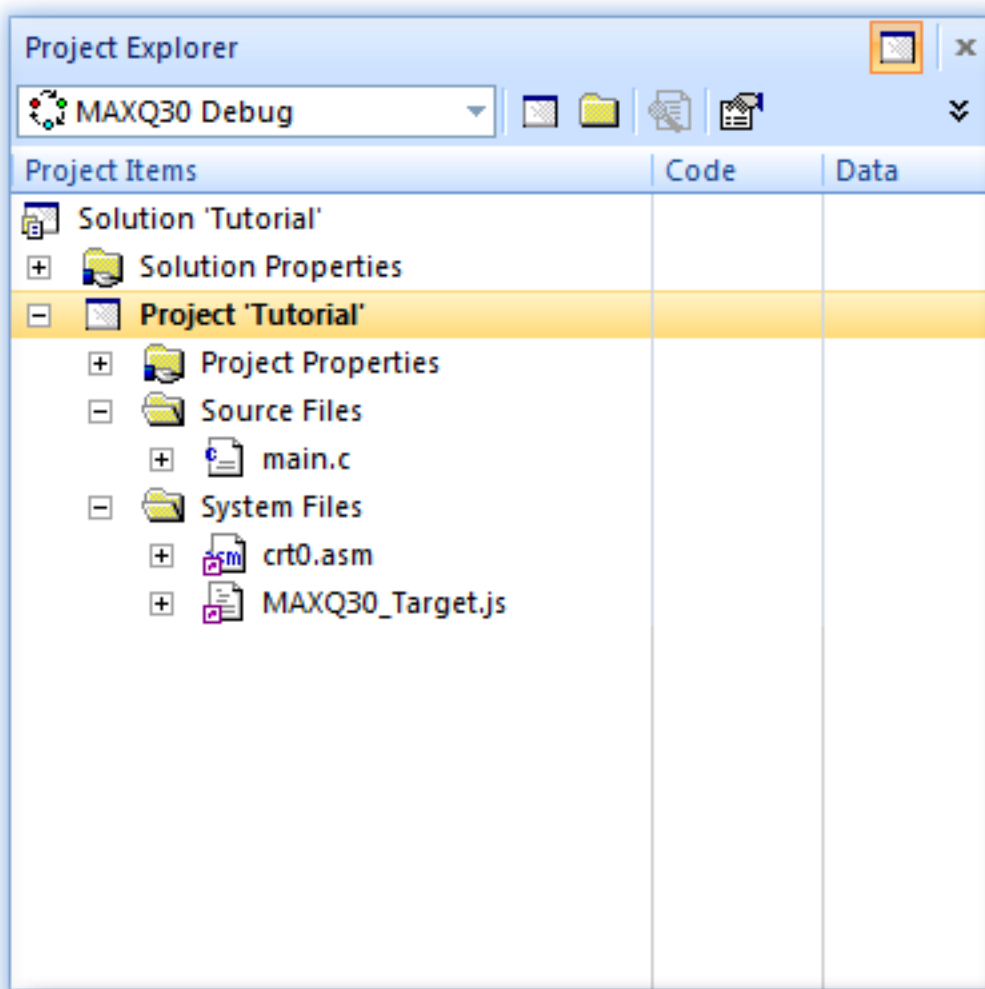 Project Explorer
MAXQ30 Debug
Project Items Code Data
Solution 'Tutorial'
Solution Properties
Project 'Tutorial'
Project Properties
Source Files
c
main.c
System Files
asm
crt0.asm
MAXQ30_Target.js